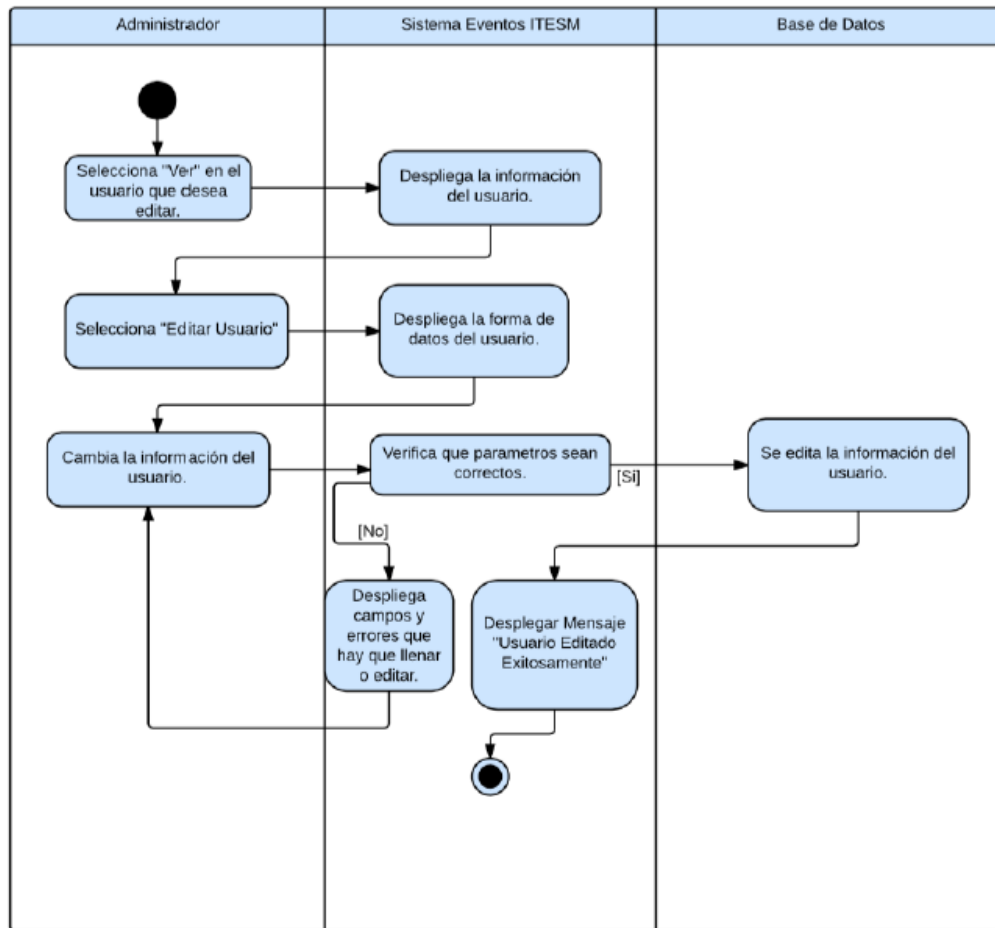 Administrador
Sistema Eventos ITESM
Base de Datos
Selecciona "Ver" en el
usuario que desea
editar.
Despliega la información
del usuario.
Selecciona "Editar Usuario"
Despliega la forma de
datos del usuario.
Cambia la información del
usuario.
Verifica que parametros sean
correctos.
[Si]
Se edita la información del
usuario.
[No]
Despliega
campos y
errores que
hay que llenar
o editar.
Desplegar Mensaje
"Usuario Editado
Exitosamente"